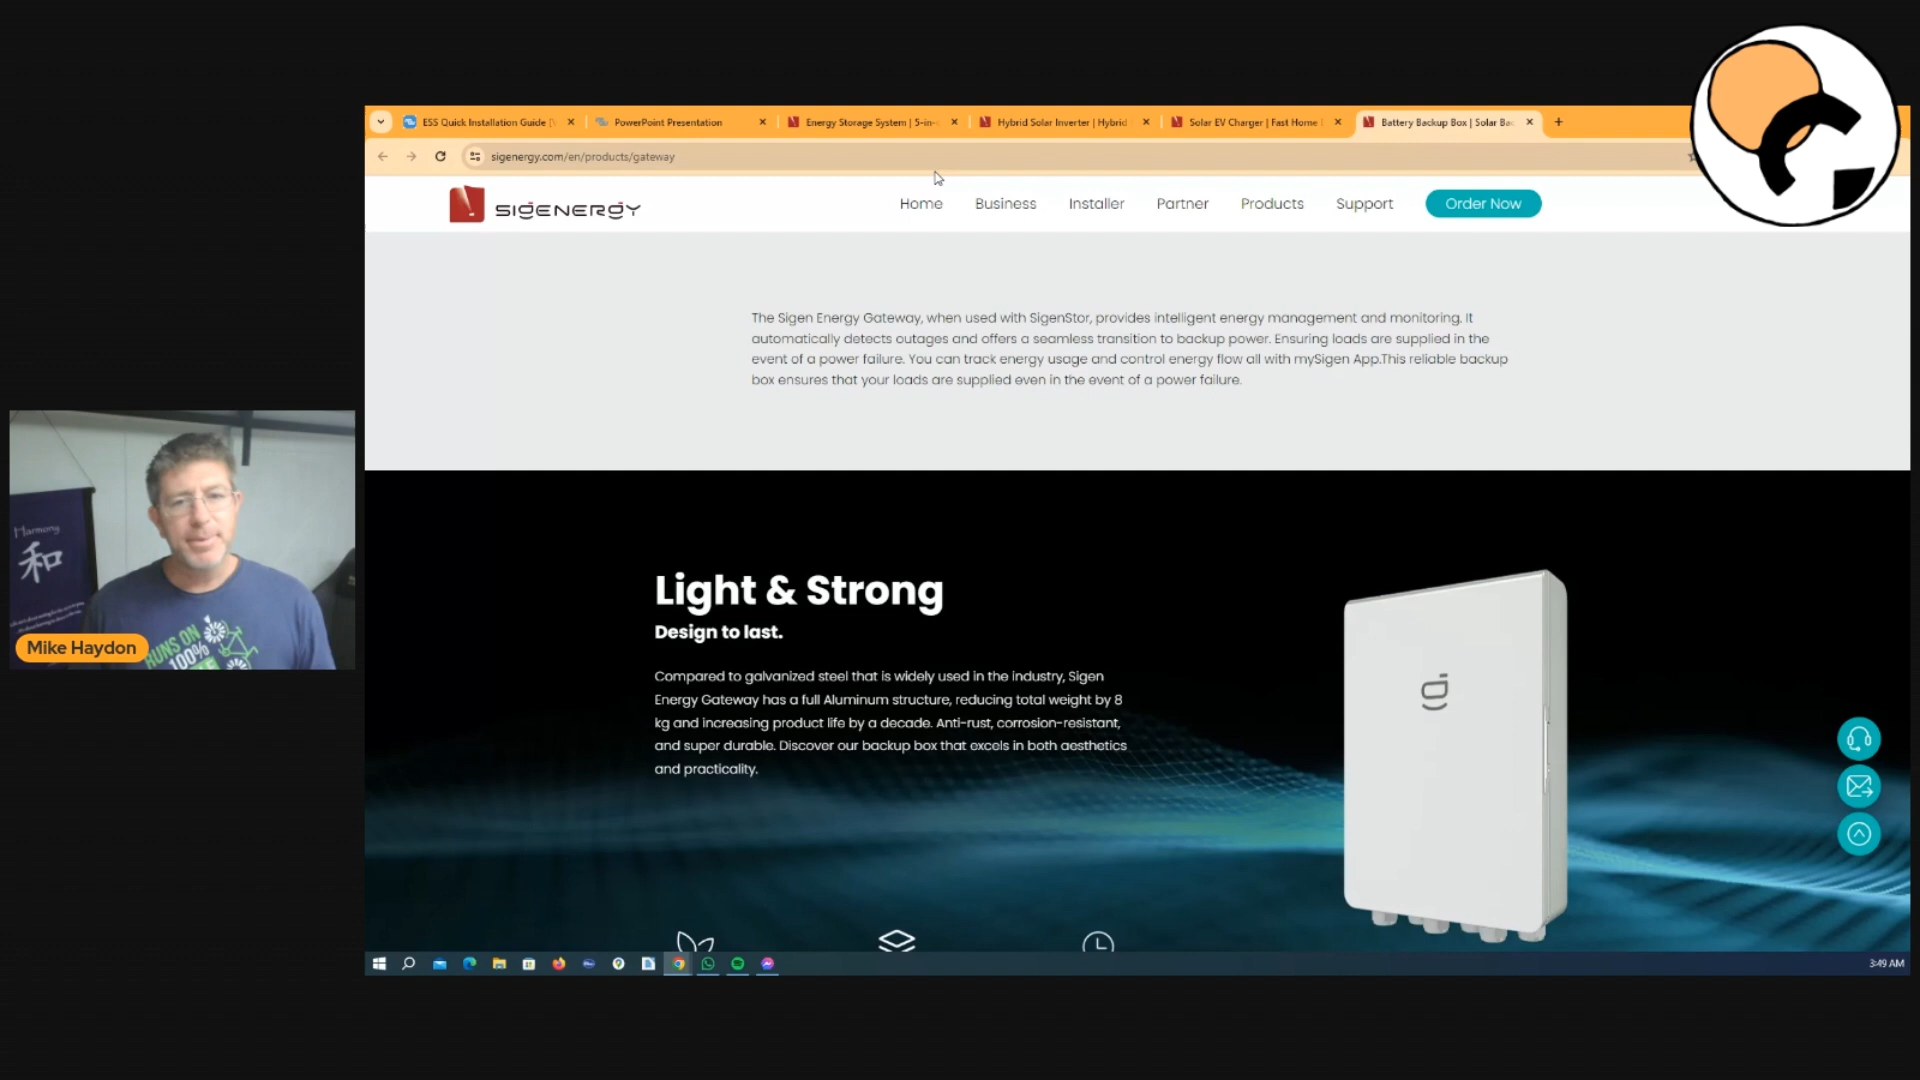 ESS Quick Installation Guide [
PowerPoint Presentation
Energy Storage System | 5-in-
Hybrid Solar Inverter | Hybrid
Solar EV Charger | Fast Home
Battery Backup Box | Solar Ba
sigenergy.com/en/products/gateway
SIGENERGY
Home
Business
Installer
Partner
Products
Support
Order Now
The Sigen Energy Gateway, when used with SigenStor, provides intelligent energy management and monitoring. It
automatically detects outages and offers a seamless transition to backup power. Ensuring loads are supplied in the
event of a power failure. You can track energy usage and control energy flow all with mySigen App.This reliable backup
box ensures that your loads are supplied even in the event of a power failure.
Light & Strong
Design to last.
Compared to galvanized steel that is widely used in the industry, Sigen
Energy Gateway has a full Aluminum structure, reducing total weight by 8
kg and increasing product life by a decade. Anti-rust, corrosion-resistant,
and super durable. Discover our backup box that excels in both aesthetics
and practicality.
Harmony
和
RUNS ON
100%
Mike Haydon
3:49 AM